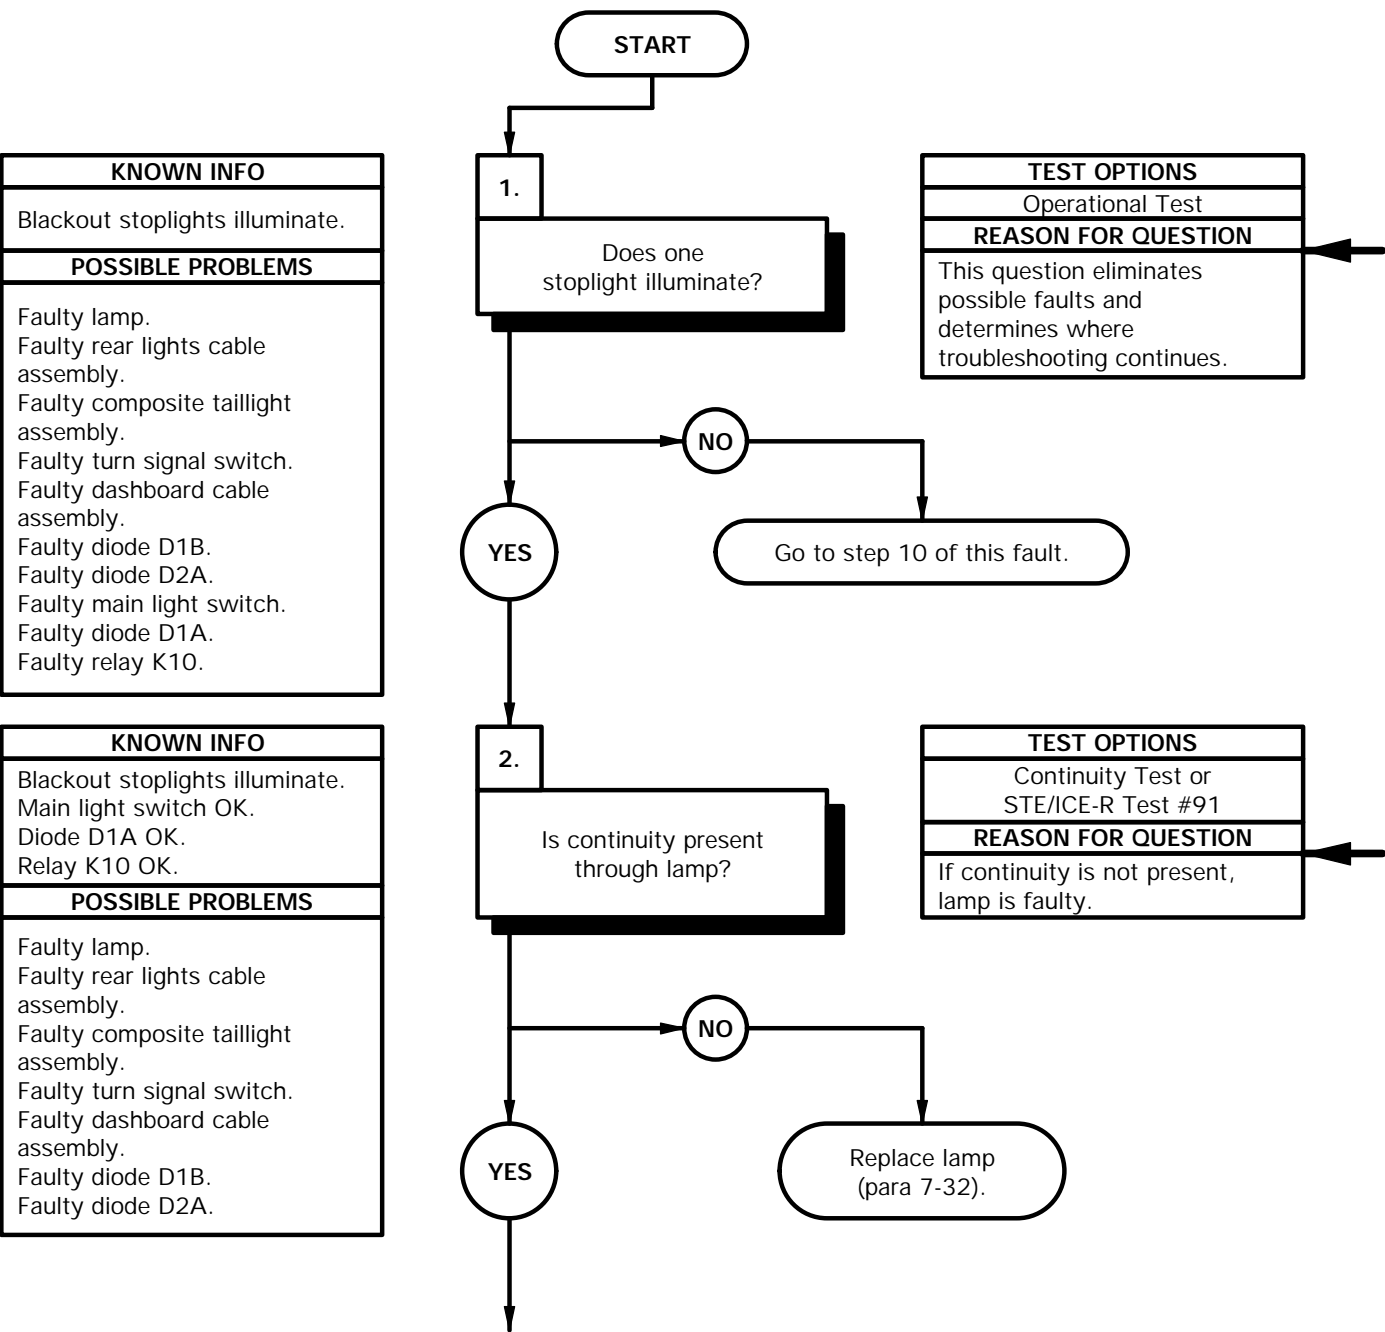 START
KNOWN INFO
Blackout stoplights illuminate.
POSSIBLE PROBLEMS
Faulty lamp.
Faulty rear lights cable
assembly.
Faulty composite taillight
assembly.
Faulty turn signal switch.
Faulty dashboard cable
assembly.
Faulty diode D1B.
Faulty diode D2A.
Faulty main light switch.
Faulty diode D1A.
Faulty relay K10.
1.
Does one
stoplight illuminate?
TEST OPTIONS
Operational Test
REASON FOR QUESTION
This question eliminates
possible faults and
determines where
troubleshooting continues.
NO
YES
Go to step 10 of this fault.
KNOWN INFO
Blackout stoplights illuminate.
Main light switch OK.
Diode D1A OK.
Relay K10 OK.
POSSIBLE PROBLEMS
Faulty lamp.
Faulty rear lights cable
assembly.
Faulty composite taillight
assembly.
Faulty turn signal switch.
Faulty dashboard cable
assembly.
Faulty diode D1B.
Faulty diode D2A.
2.
Is continuity present
through lamp?
TEST OPTIONS
Continuity Test or
STE/ICE-R Test #91
REASON FOR QUESTION
If continuity is not present,
lamp is faulty.
NO
YES
Replace lamp
(para 7-32).